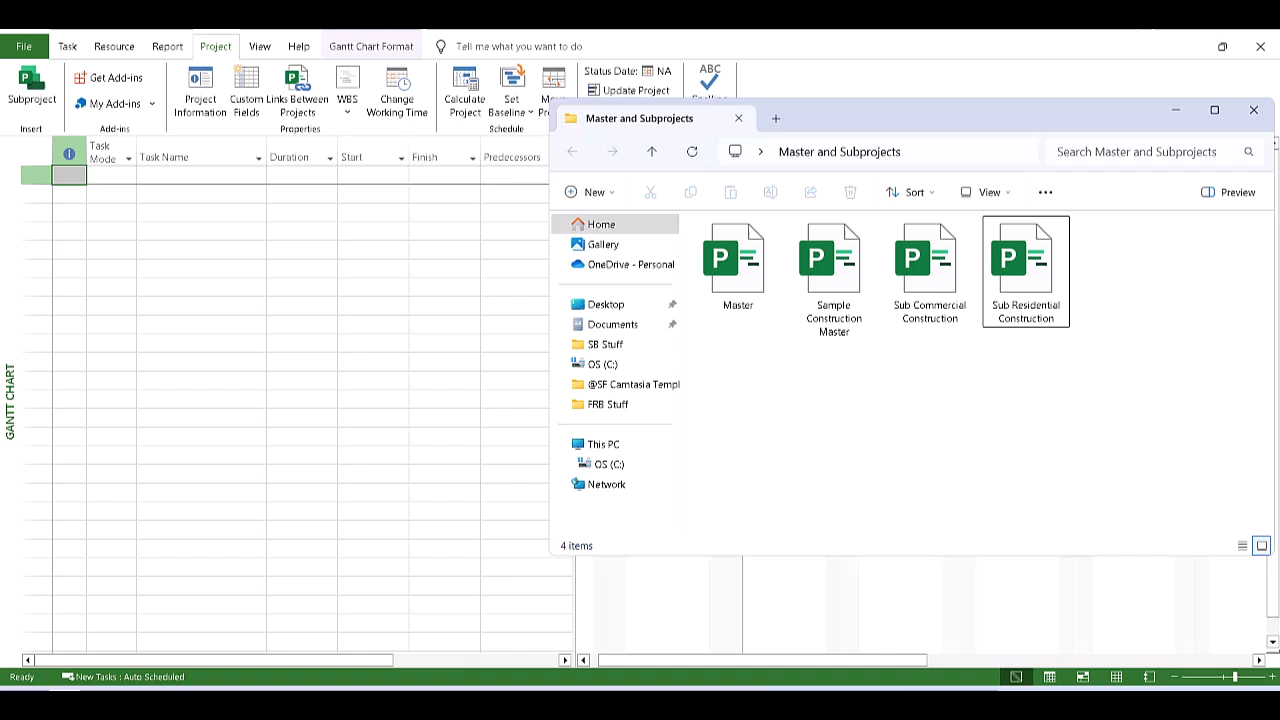 File Task Resource Report Project View Help Gantt Chart Format Tell me what you want to do
Subproject
Insert
Get Add-ins
My Add-ins
Add-ins
Project
Information
Custom
Fields
Links Between
Projects
WBS
Change
Working Time
Properties
Calculate
Project
Set
Baseline
Schedule
Status Date: NA
Update Project
ABC
Task
Mode
Task Name
Duration
Start
Finish
Predecessors
GANTT CHART
Master and Subprojects
Master and Subprojects
Search Master and Subprojects
New
Sort
View
Preview
Home
Gallery
OneDrive - Personal
Desktop
Documents
SB Stuff
OS (C:)
@SF Camtasia Templ
FRB Stuff
This PC
OS (C:)
Network
P
Master
P
Sample
Construction
Master
P
Sub Commercial
Construction
P
Sub Residential
Construction
4 items
Ready
New Tasks : Auto Scheduled